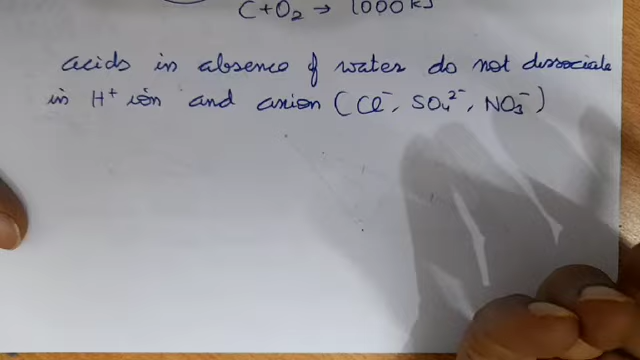 C + O₂ → 1000 kJ
acids in absence of water do not dissociate
in H⁺ ion and anion (Cl⁻, SO₄²⁻, NO₃⁻)